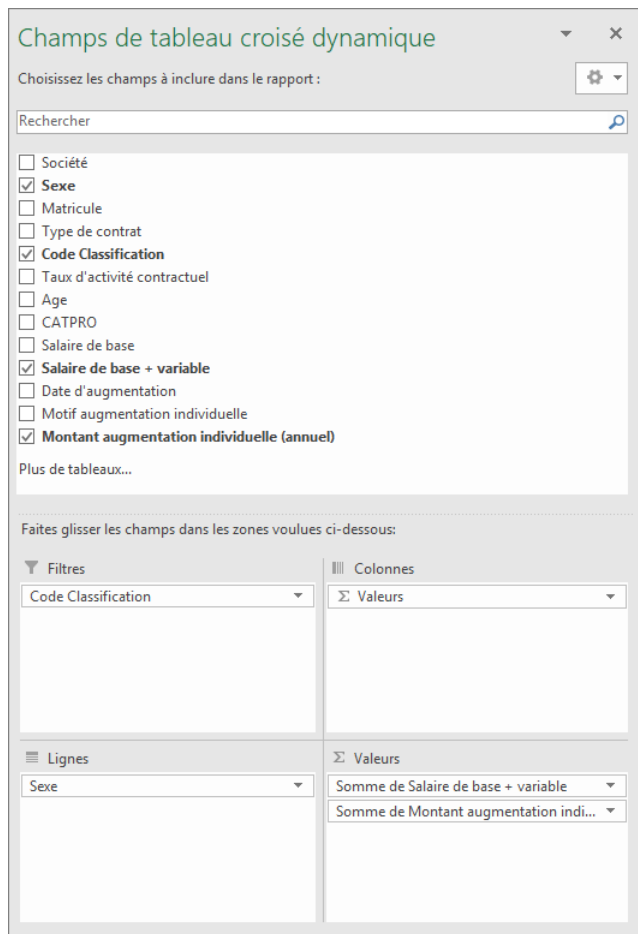 Champs de tableau croisé dynamique
Choisissez les champs à inclure dans le rapport :
Rechercher
Société
Sexe
Matricule
Type de contrat
Code Classification
Taux d'activité contractuel
Age
CATPRO
Salaire de base
Salaire de base + variable
Date d'augmentation
Motif augmentation individuelle
Montant augmentation individuelle (annuel)
Plus de tableaux...
Faites glisser les champs dans les zones voulues ci-dessous:
Filtres
Code Classification
Colonnes
Σ Valeurs
Lignes
Sexe
Σ Valeurs
Somme de Salaire de base + variable
Somme de Montant augmentation indi...